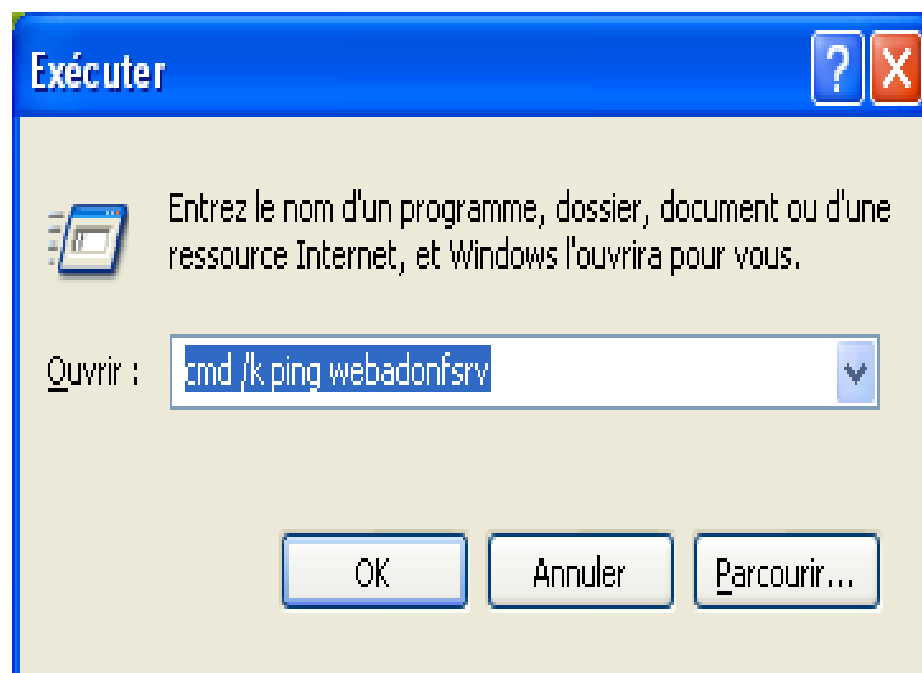 Exécuter
Entrez le nom d'un programme, dossier, document ou d'une
ressource Internet, et Windows l'ouvrira pour vous.
Ouvrir : cmd /k ping webadonfsrv
OK Annuler Parcourir...